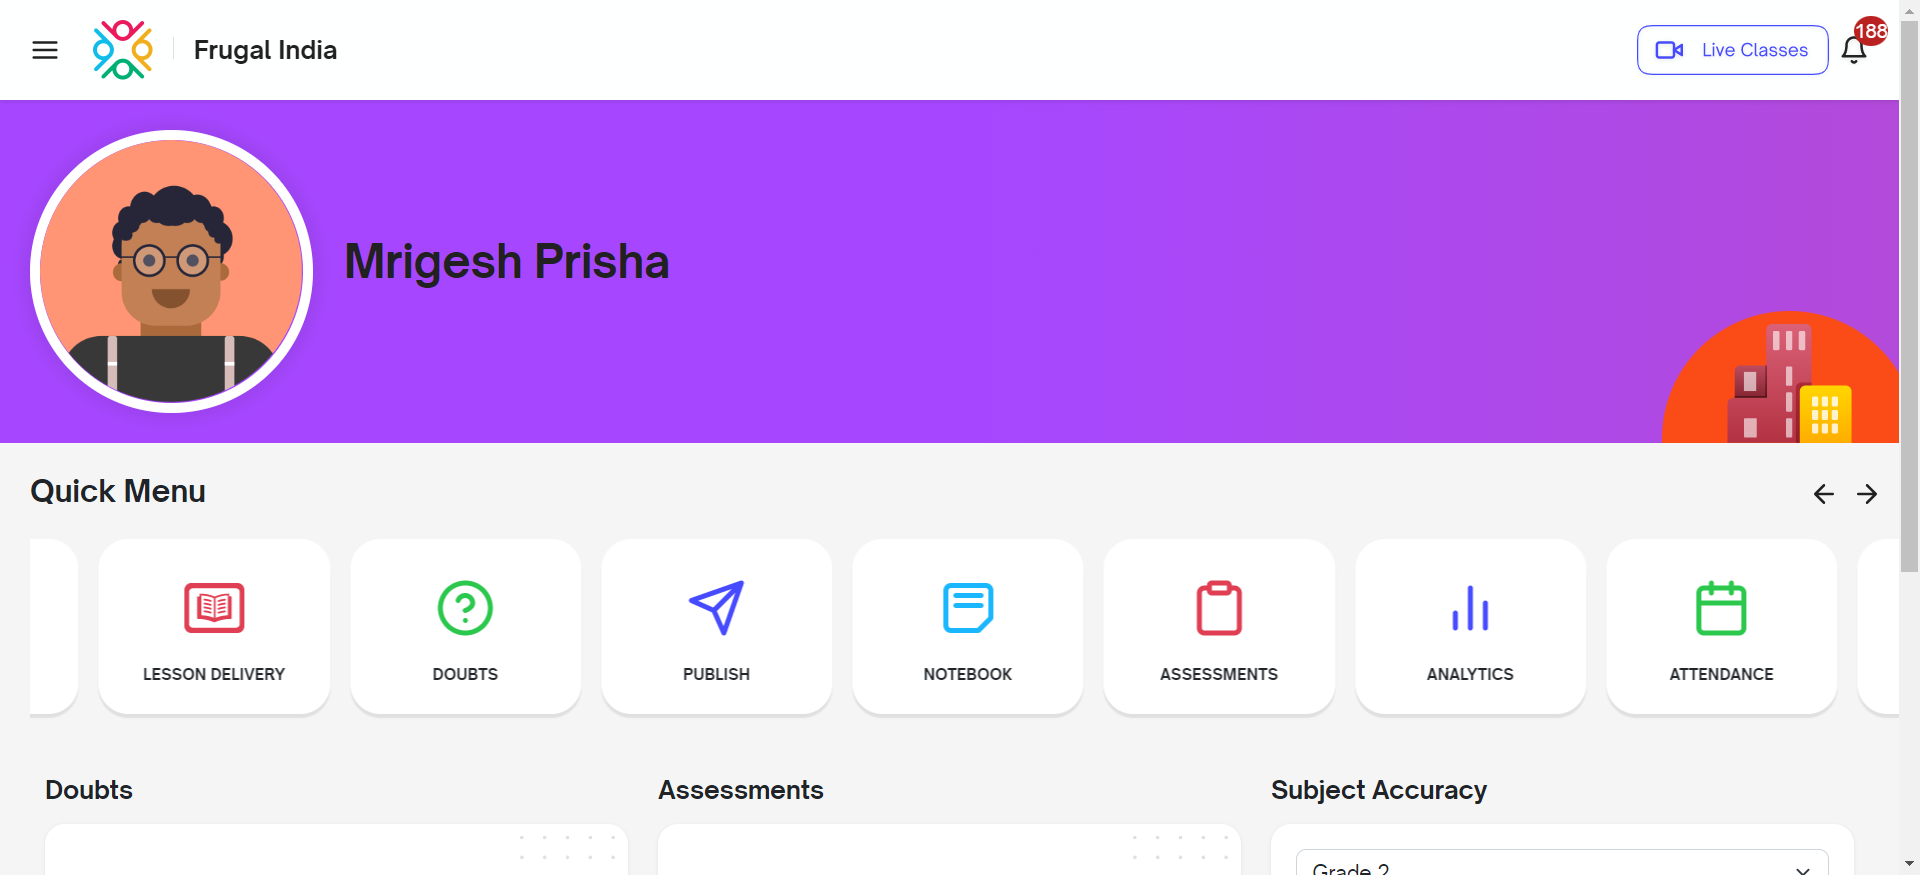 Frugal India
Live Classes
188
Mrigesh Prisha
Quick Menu
LESSON DELIVERY
DOUBTS
PUBLISH
NOTEBOOK
ASSESSMENTS
ANALYTICS
ATTENDANCE
Doubts
Assessments
Subject Accuracy
Grade 2